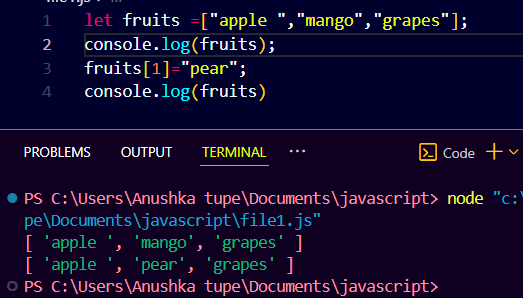 1 let fruits =["apple ","mango","grapes"];
2 console.log(fruits);
3 fruits[1]="pear";
4 console.log(fruits)
PROBLEMS OUTPUT TERMINAL ··· Code
PS C:\Users\Anushka tupe\Documents\javascript> node "c:\
pe\Documents\javascript\file1.js"
[ 'apple ', 'mango', 'grapes' ]
[ 'apple ', 'pear', 'grapes' ]
PS C:\Users\Anushka tupe\Documents\javascript>